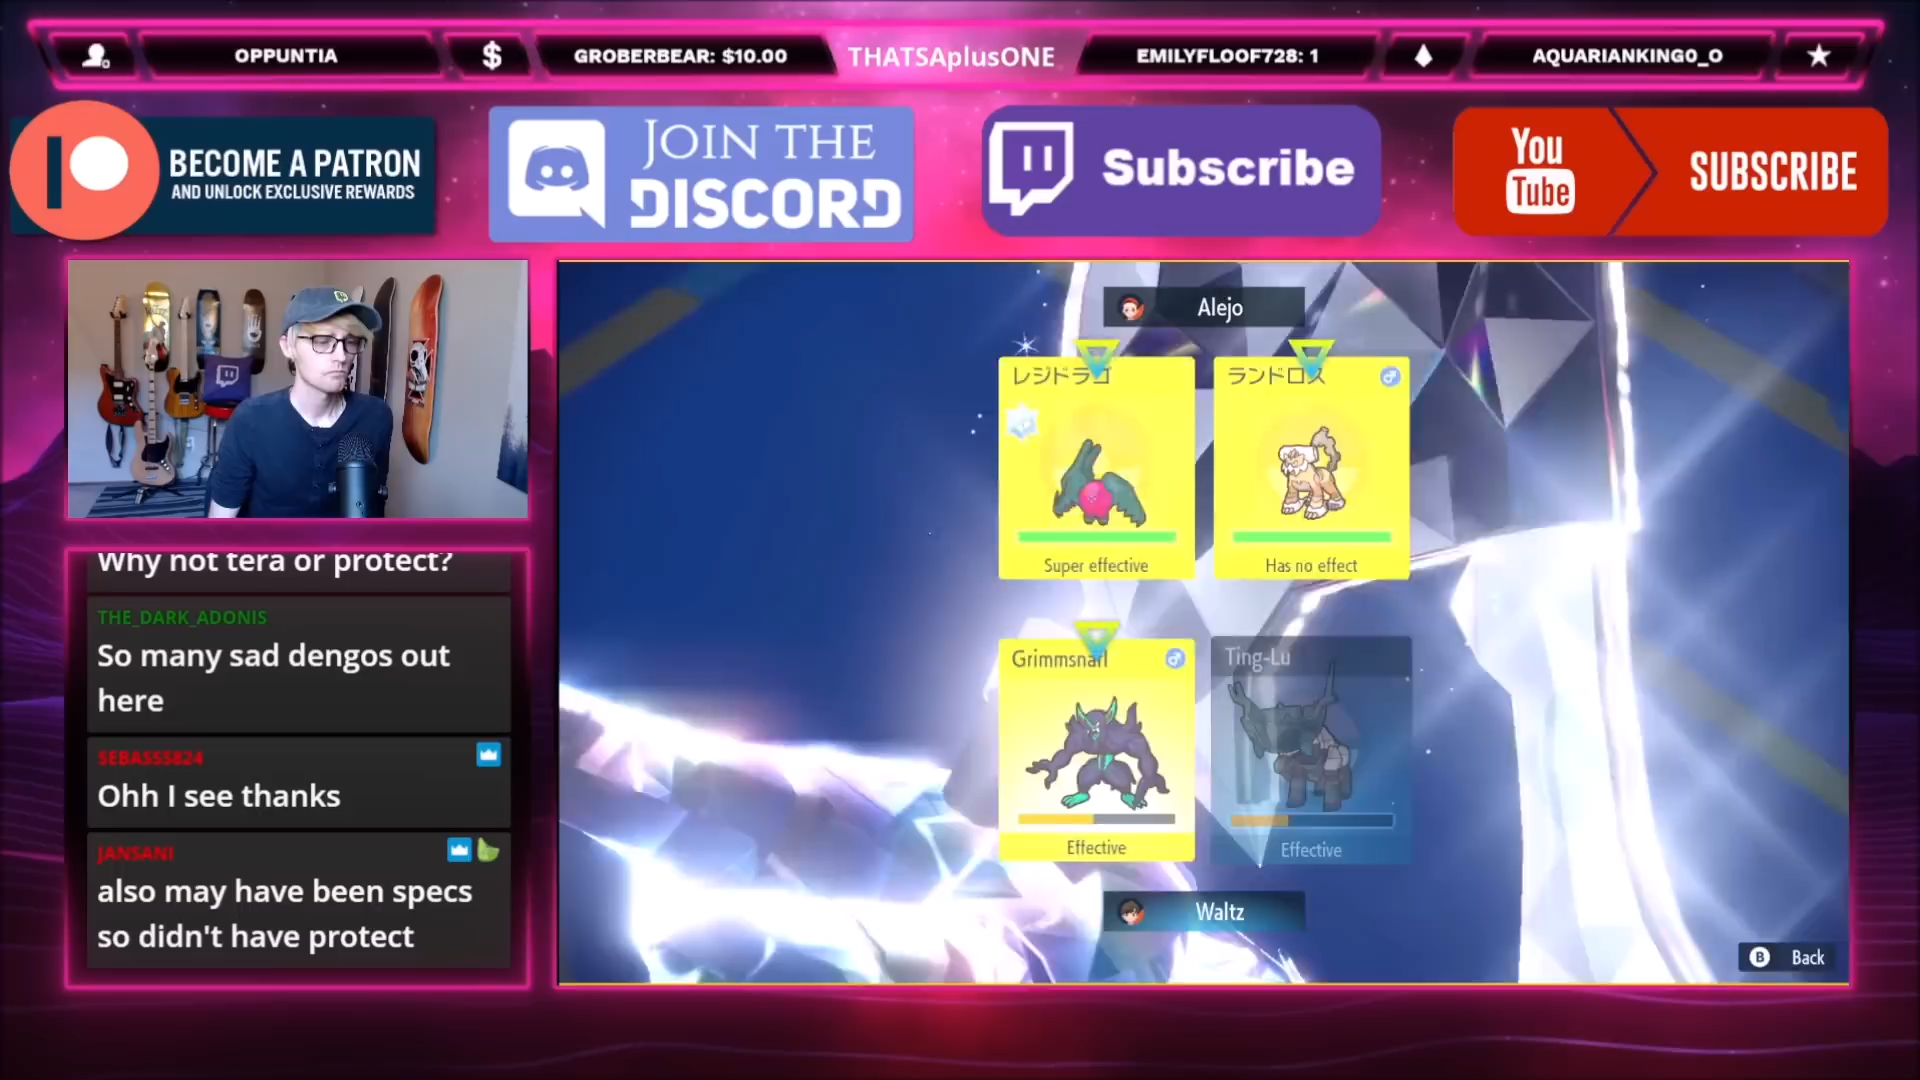 OPPUNTIA
$
GROBERBEAR: $10.00
THATSAplusONE
EMILYFLOOF728: 1
AQUARIANKING0_O
BECOME A PATRON
AND UNLOCK EXCLUSIVE REWARDS
JOIN THE
DISCORD
Subscribe
You
Tube
SUBSCRIBE
Why not tera or protect?
THE_DARK_ADONIS
So many sad dengos out
here
SEBASSS824
Ohh I see thanks
JANSANI
also may have been specs
so didn't have protect
Alejo
レジドラゴ
ランドロス
Super effective
Has no effect
Grimmsnarl
Ting-Lu
Effective
Effective
Waltz
B Back